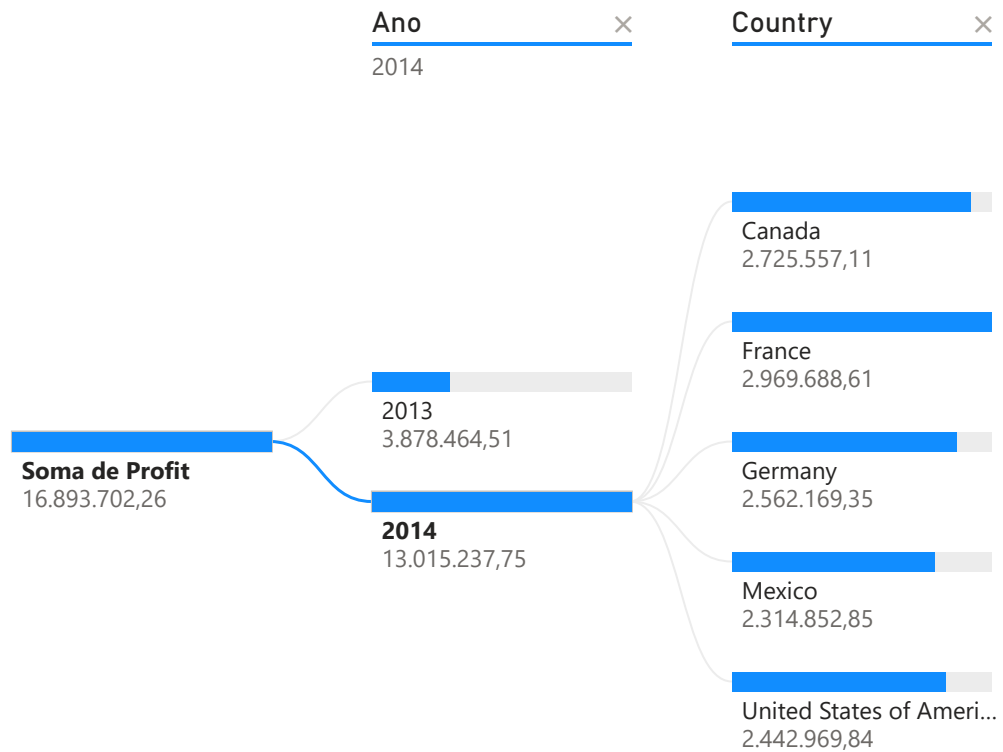 Ano
Country
2014
Canada
2.725.557,11
France
2.969.688,61
2013
3.878.464,51
Soma de Profit
16.893.702,26
Germany
2.562.169,35
2014
13.015.237,75
Mexico
2.314.852,85
United States of Ameri...
2.442.969,84